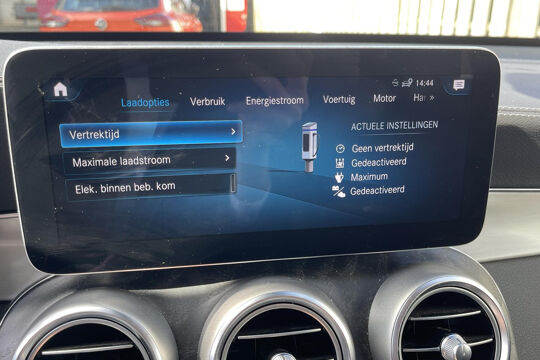 14:44
Laadopties Verbruik Energiestroom Voertuig Motor Ha »
Vertrektijd
Maximale laadstroom
Elek. binnen beb. kom
ACTUELE INSTELLINGEN
Geen vertrektijd
Gedeactiveerd
Maximum
Gedeactiveerd